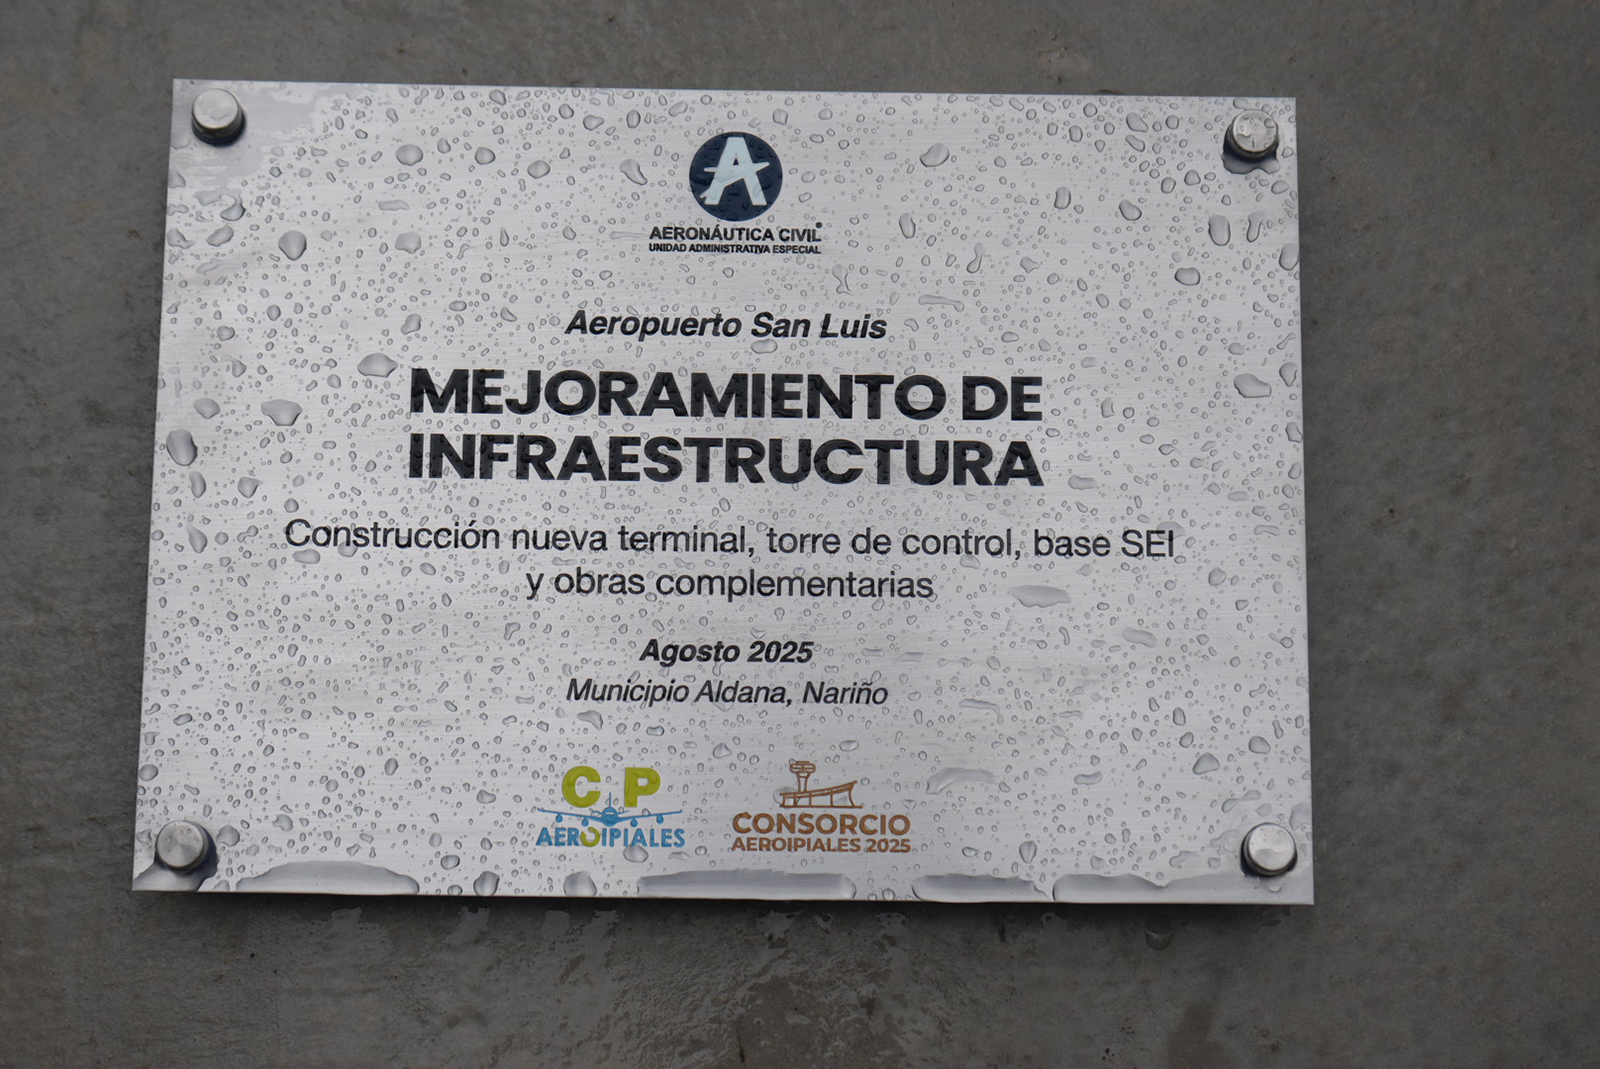 A
AERONÁUTICA CIVIL
UNIDAD ADMINISTRATIVA ESPECIAL
Aeropuerto San Luis
MEJORAMIENTO DE
INFRAESTRUCTURA
Construcción nueva terminal, torre de control, base SEI
y obras complementarias
Agosto 2025
Municipio Aldana, Nariño
C P
AEROIPIALES
CONSORCIO
AEROIPIALES 2025